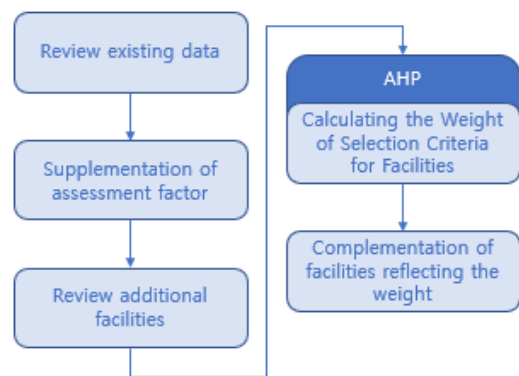 Review existing data
Supplementation of
assessment factor
Review additional
facilities
AHP
Calculating the Weight
of Selection Criteria
for Facilities
Complementation of
facilities reflecting the
weight